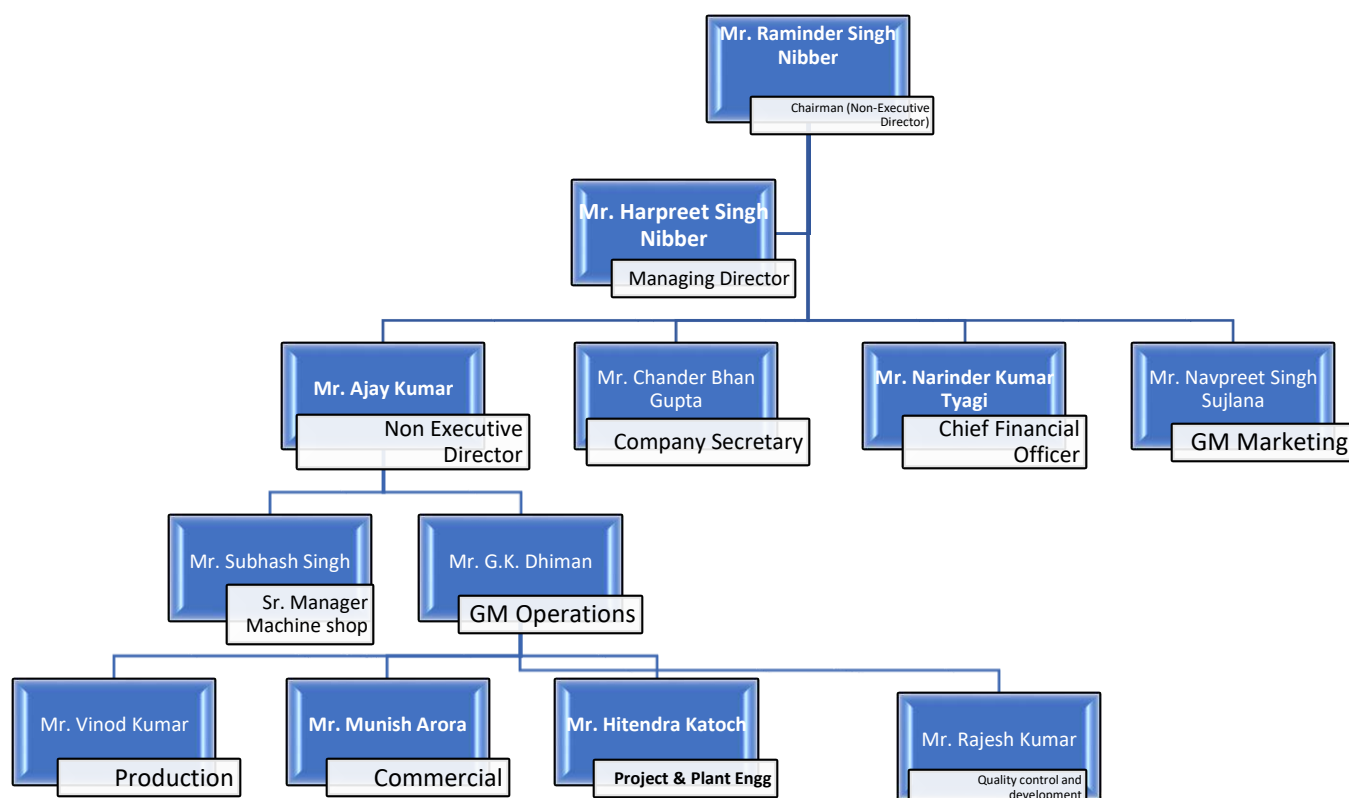 Mr. Raminder Singh
Nibber
Chairman (Non-Executive
Director)
Mr. Harpreet Singh
Nibber
Managing Director
Mr. Ajay Kumar
Non Executive
Director
Mr. Chander Bhan
Gupta
Company Secretary
Mr. Narinder Kumar
Tyagi
Chief Financial
Officer
Mr. Navpreet Singh
Sujlana
GM Marketing
Mr. Subhash Singh
Sr. Manager
Machine shop
Mr. G.K. Dhiman
GM Operations
Mr. Vinod Kumar
Production
Mr. Munish Arora
Commercial
Mr. Hitendra Katoch
Project & Plant Engg
Mr. Rajesh Kumar
Quality control and
development